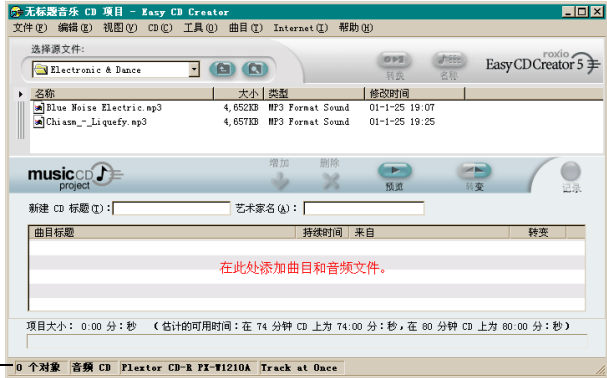 无标题音乐 CD 项目 - Easy CD Creator
文件(F) 编辑(E) 视图(V) CD(C) 工具(O) 曲目(T) Internet(I) 帮助(H)
选择源文件:
Electronic & Dance
转换 名称
roxio
Easy CD Creator 5
名称 大小 类型 修改时间
Blue Noise Electric.mp3 4,652KB MP3 Format Sound 01-1-25 19:07
Chiasm_-_Liquefy.mp3 4,657KB MP3 Format Sound 01-1-25 19:25
musicCD
project
增加 删除 预览 转变 记录
新建 CD 标题(T): 艺术家名(A):
曲目标题 持续时间 来自 转变
在此处添加曲目和音频文件。
项目大小: 0:00 分:秒 (估计的可用时间:在 74 分钟 CD 上为 74:00 分:秒,在 80 分钟 CD 上为 80:00 分:秒)
0 个对象 音频 CD Plextor CD-R PX-W1210A Track at Once